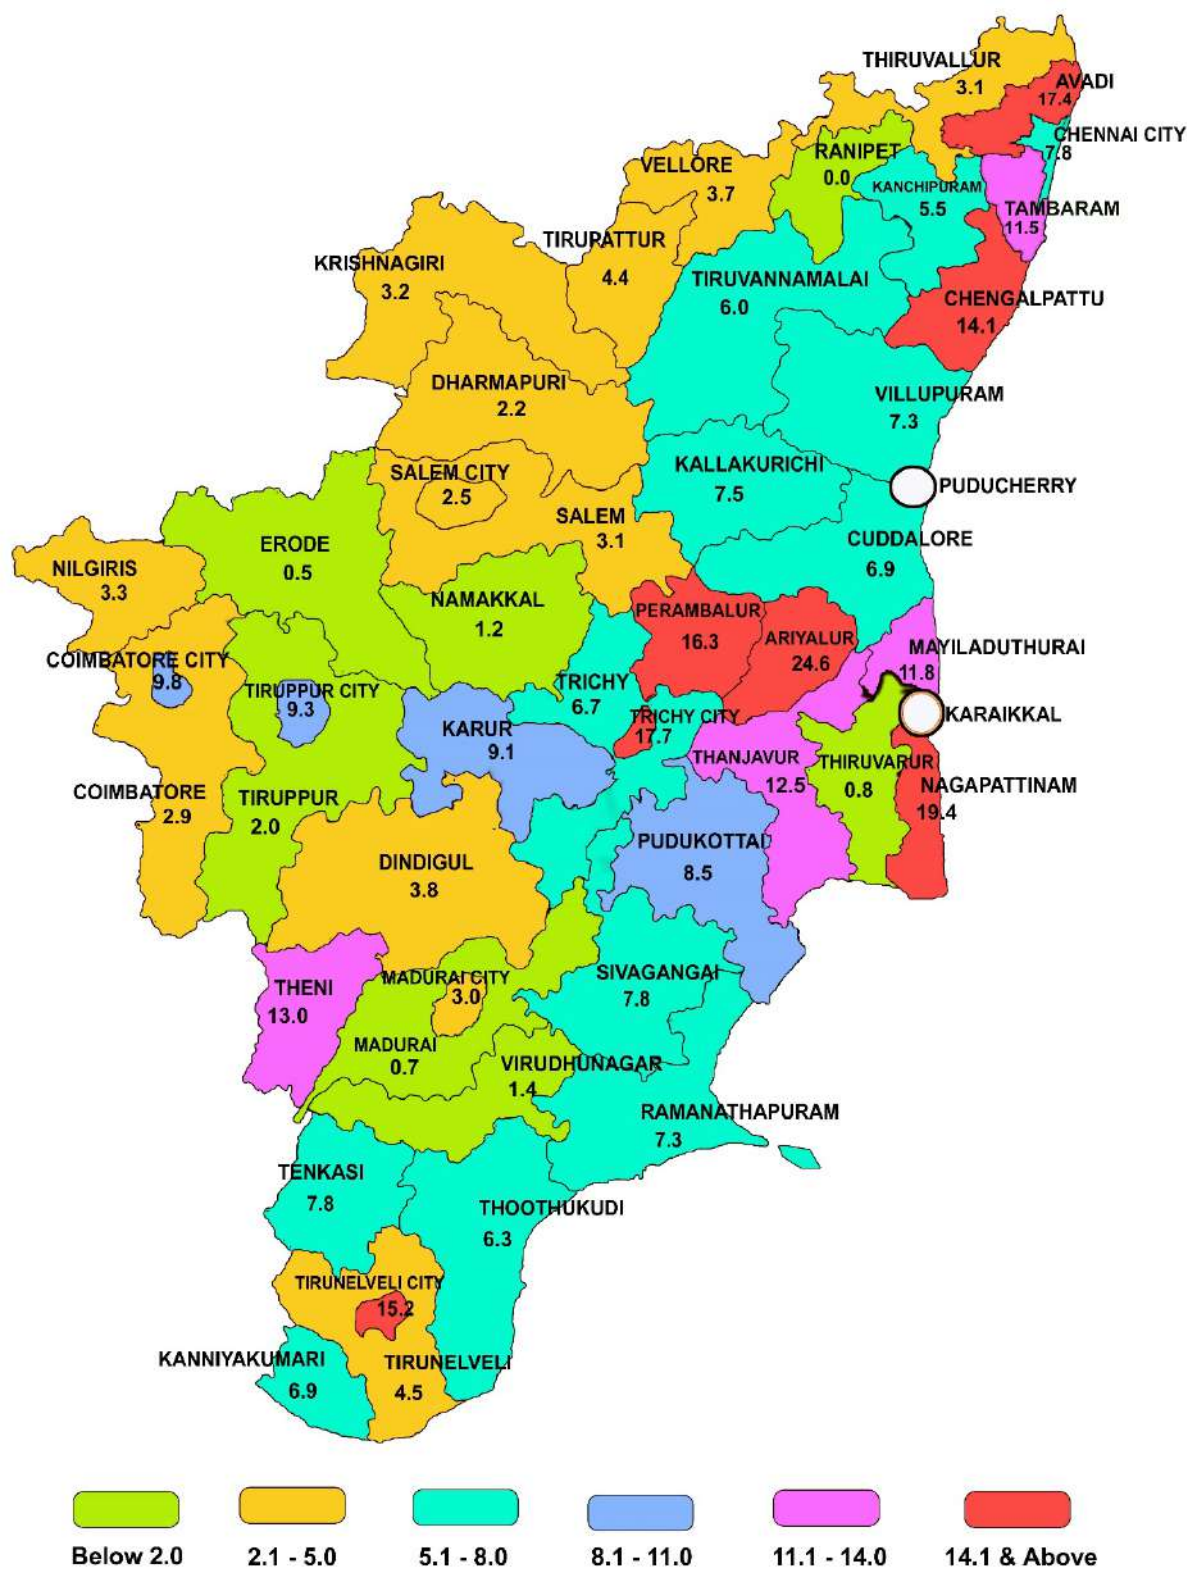 THIRUVALLUR
3.1
AVADI
17.4
CHENNAI CITY
7.8
RANIPET
0.0
VELLORE
3.7
KANCHIPURAM
5.5
TAMBARAM
11.5
TIRUPATTUR
4.4
KRISHNAGIRI
3.2
TIRUVANNAMALAI
6.0
CHENGALPATTU
14.1
DHARMAPURI
2.2
VILLUPURAM
7.3
SALEM CITY
2.5
KALLAKURICHI
7.5
PUDUCHERRY
SALEM
3.1
CUDDALORE
6.9
ERODE
0.5
NILGIRIS
3.3
NAMAKKAL
1.2
PERAMBALUR
16.3
ARIYALUR
24.6
MAYILADUTHURAI
11.8
COIMBATORE CITY
9.8
TIRUPPUR CITY
9.3
TRICHY
6.7
TRICHY CITY
17.7
KARAIKKAL
KARUR
9.1
THANJAVUR
12.5
THIRUVARUR
0.8
NAGAPATTINAM
19.4
COIMBATORE
2.9
TIRUPPUR
2.0
PUDUKOTTAI
8.5
DINDIGUL
3.8
SIVAGANGAI
7.8
THENI
13.0
MADURAI CITY
3.0
MADURAI
0.7
VIRUDHUNAGAR
1.4
RAMANATHAPURAM
7.3
TENKASI
7.8
THOOTHUKUDI
6.3
TIRUNELVELI CITY
15.2
KANNIYAKUMARI
6.9
TIRUNELVELI
4.5
Below 2.0
2.1 - 5.0
5.1 - 8.0
8.1 - 11.0
11.1 - 14.0
14.1 & Above